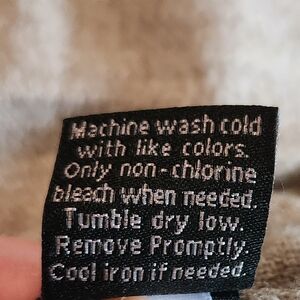 Machine wash cold
with like colors.
Only non-chlorine
bleach when needed.
Tumble dry low.
Remove Promptly.
Cool iron if needed.